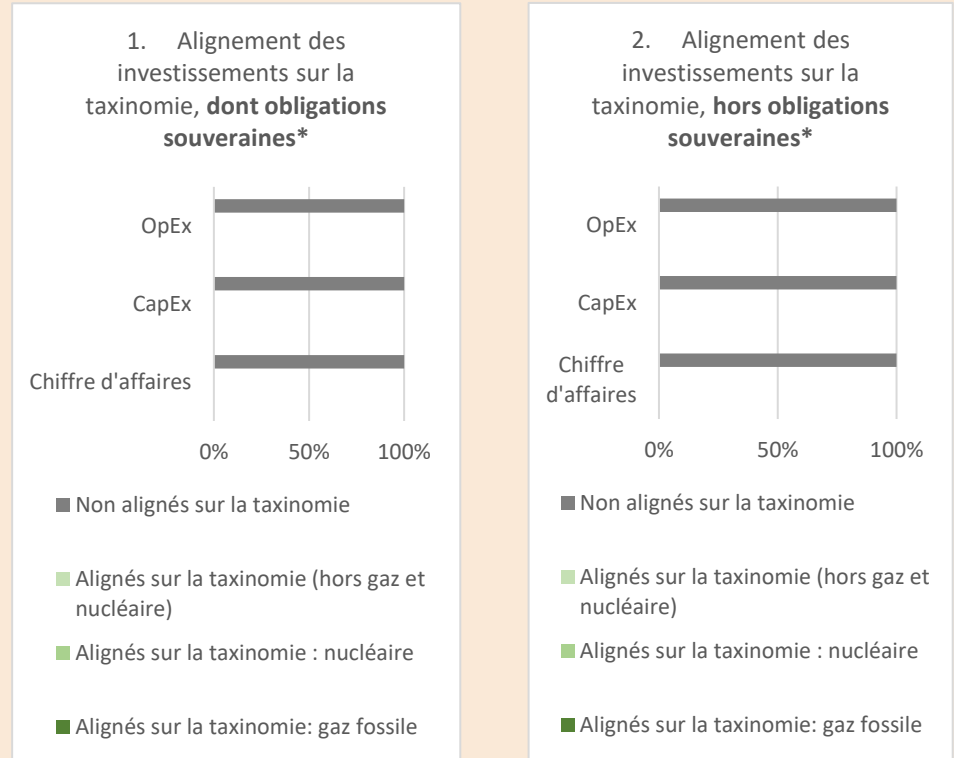 1. Alignement des
investissements sur la
taxinomie, dont obligations
souveraines*
OpEx
CapEx
Chiffre d'affaires
0% 50% 100%
Non alignés sur la taxinomie
Alignés sur la taxinomie (hors gaz et
nucléaire)
Alignés sur la taxinomie : nucléaire
Alignés sur la taxinomie: gaz fossile
2. Alignement des
investissements sur la
taxinomie, hors obligations
souveraines*
OpEx
CapEx
Chiffre
d'affaires
0% 50% 100%
Non alignés sur la taxinomie
Alignés sur la taxinomie (hors gaz et
nucléaire)
Alignés sur la taxinomie : nucléaire
Alignés sur la taxinomie: gaz fossile